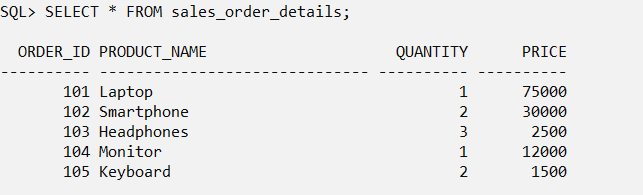 SQL> SELECT * FROM sales_order_details;
  ORDER_ID PRODUCT_NAME                     QUANTITY      PRICE
---------- ------------------------------ ---------- ----------
       101 Laptop                                  1      75000
       102 Smartphone                              2      30000
       103 Headphones                              3       2500
       104 Monitor                                 1      12000
       105 Keyboard                                2       1500